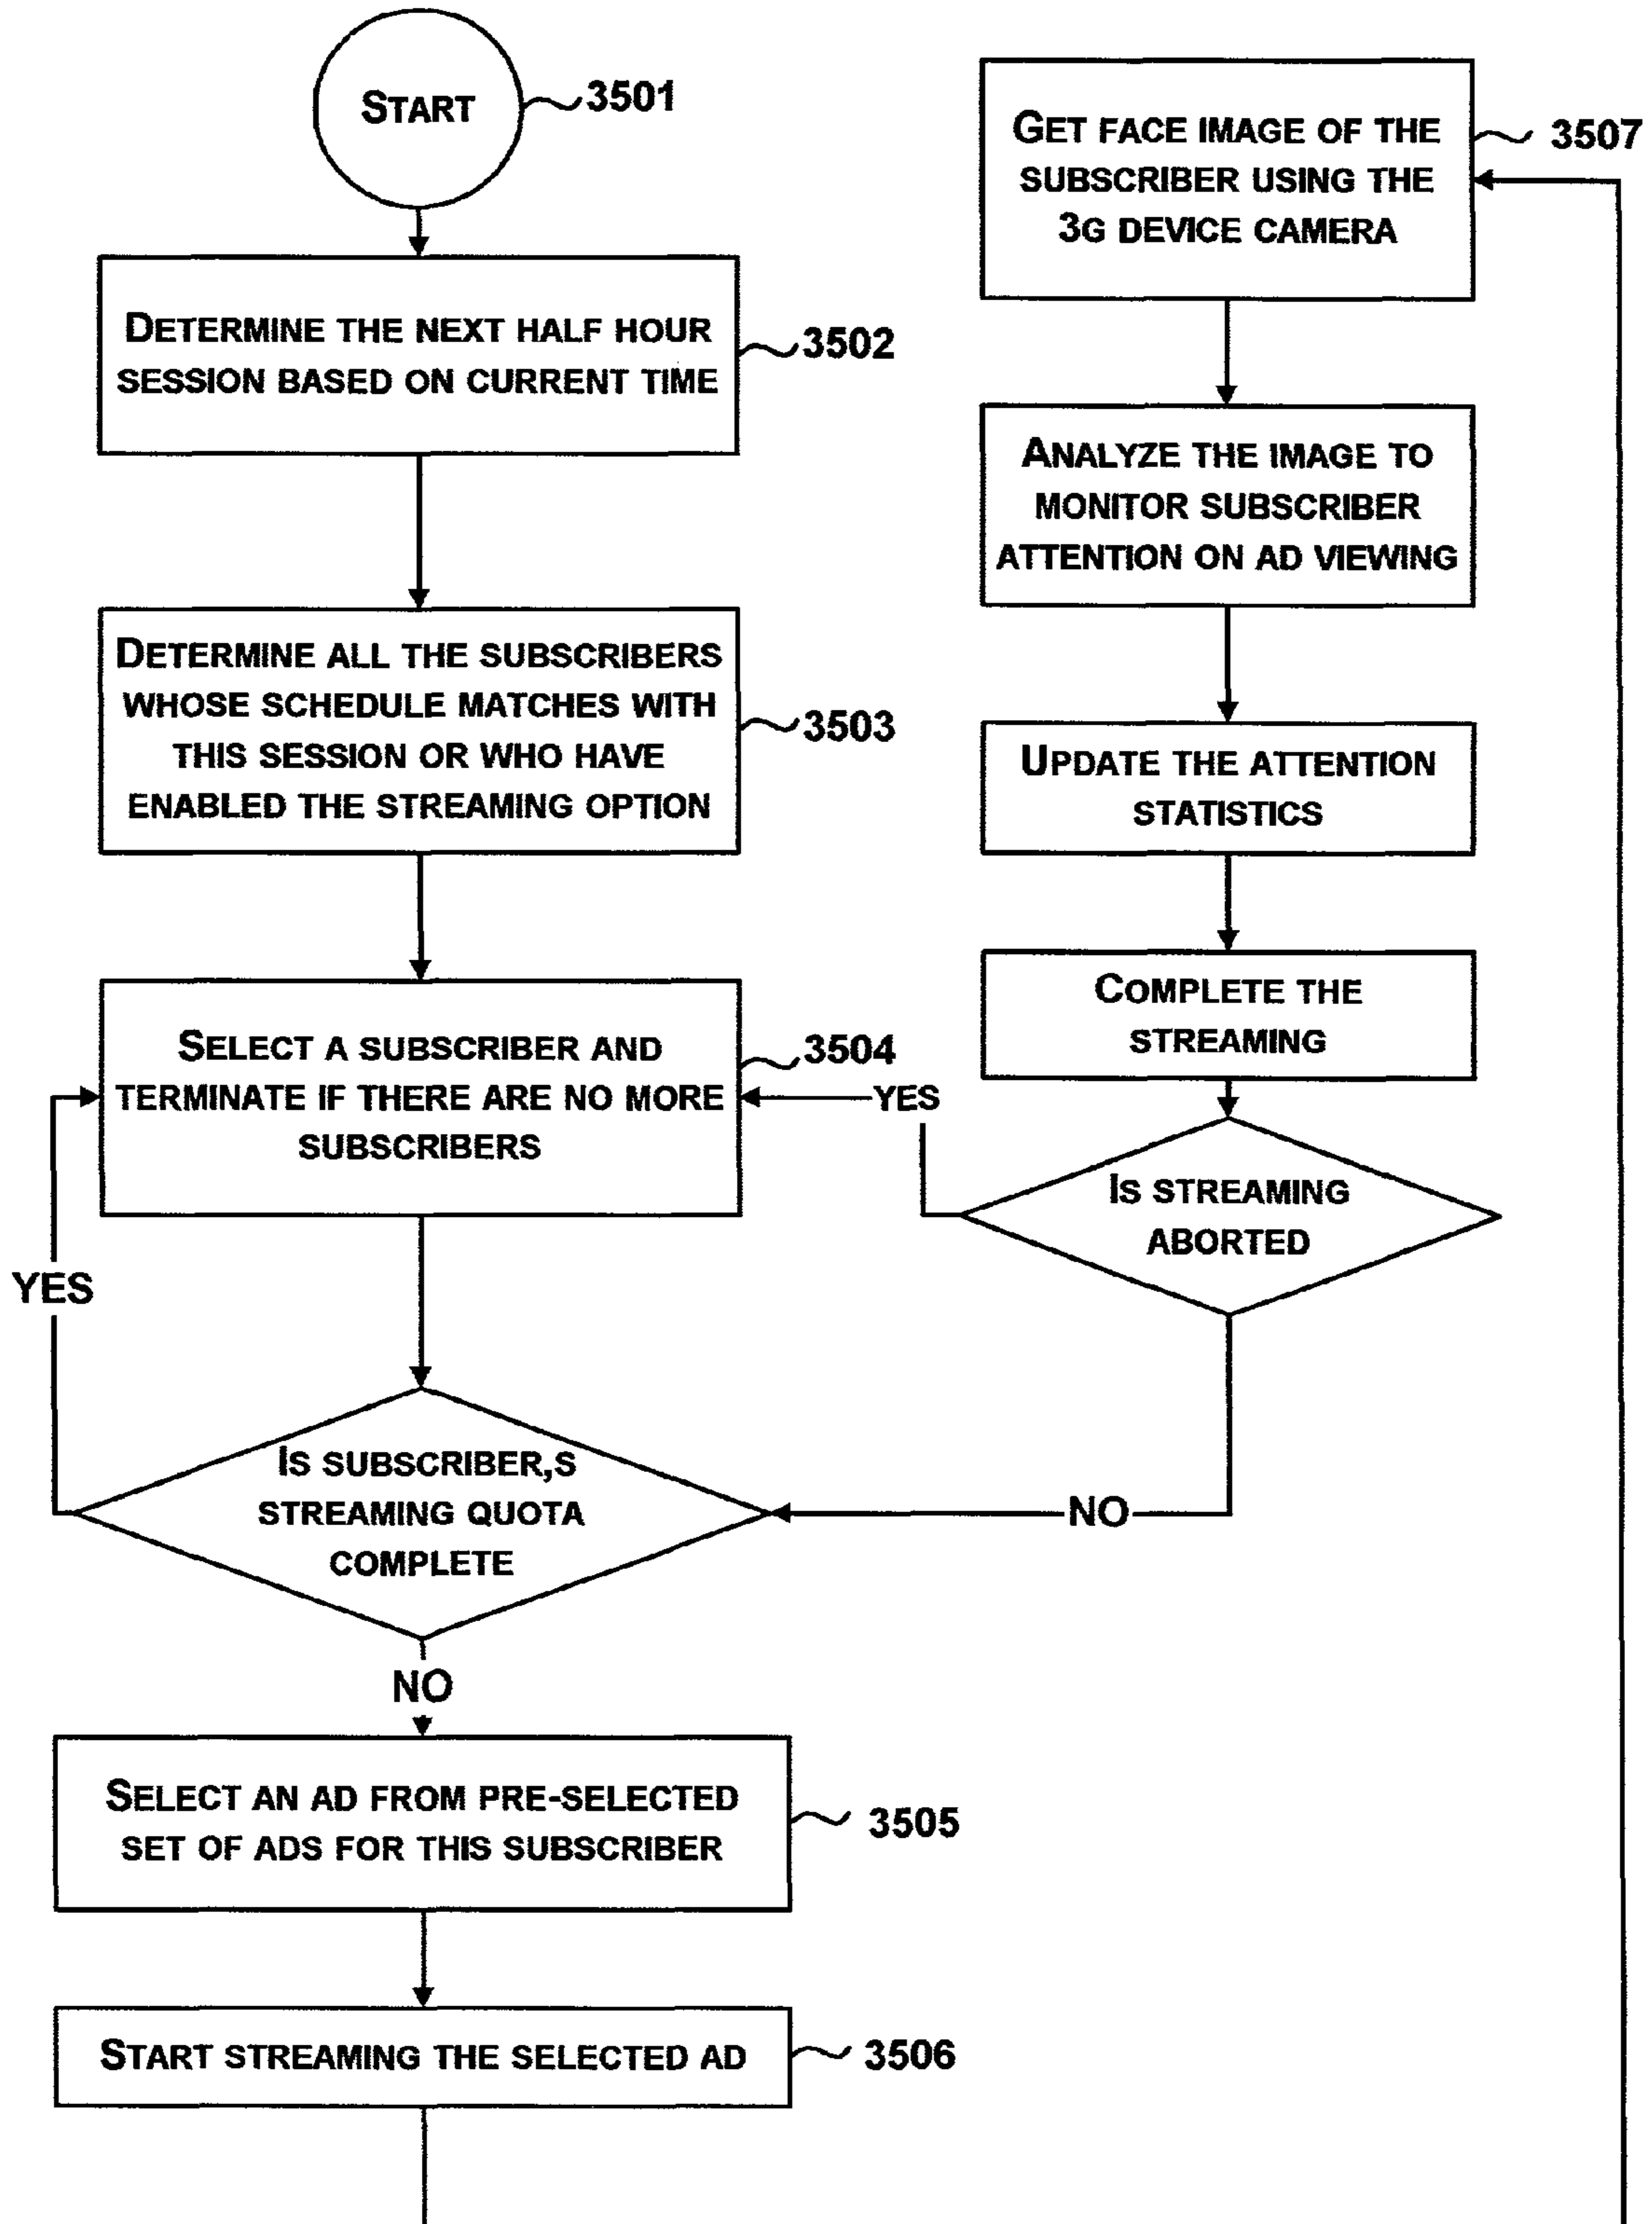 START
3501
DETERMINE THE NEXT HALF HOUR
SESSION BASED ON CURRENT TIME
3502
DETERMINE ALL THE SUBSCRIBERS
WHOSE SCHEDULE MATCHES WITH
THIS SESSION OR WHO HAVE
ENABLED THE STREAMING OPTION
3503
SELECT A SUBSCRIBER AND
TERMINATE IF THERE ARE NO MORE
SUBSCRIBERS
3504
YES
IS SUBSCRIBER,S
STREAMING QUOTA
COMPLETE
NO
SELECT AN AD FROM PRE-SELECTED
SET OF ADS FOR THIS SUBSCRIBER
3505
START STREAMING THE SELECTED AD
3506
GET FACE IMAGE OF THE
SUBSCRIBER USING THE
3G DEVICE CAMERA
3507
ANALYZE THE IMAGE TO
MONITOR SUBSCRIBER
ATTENTION ON AD VIEWING
UPDATE THE ATTENTION
STATISTICS
COMPLETE THE
STREAMING
YES
IS STREAMING
ABORTED
NO